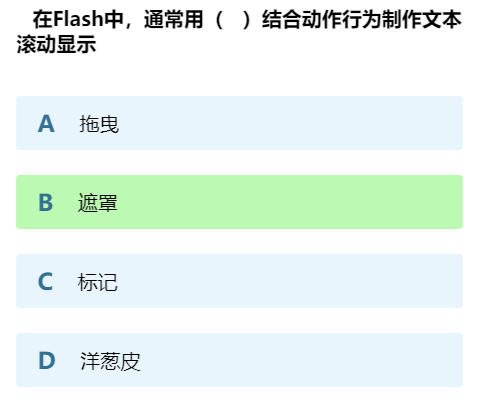 在Flash中，通常用（ ）结合动作行为制作文本
滚动显示
A 拖曳
B 遮罩
C 标记
D 洋葱皮